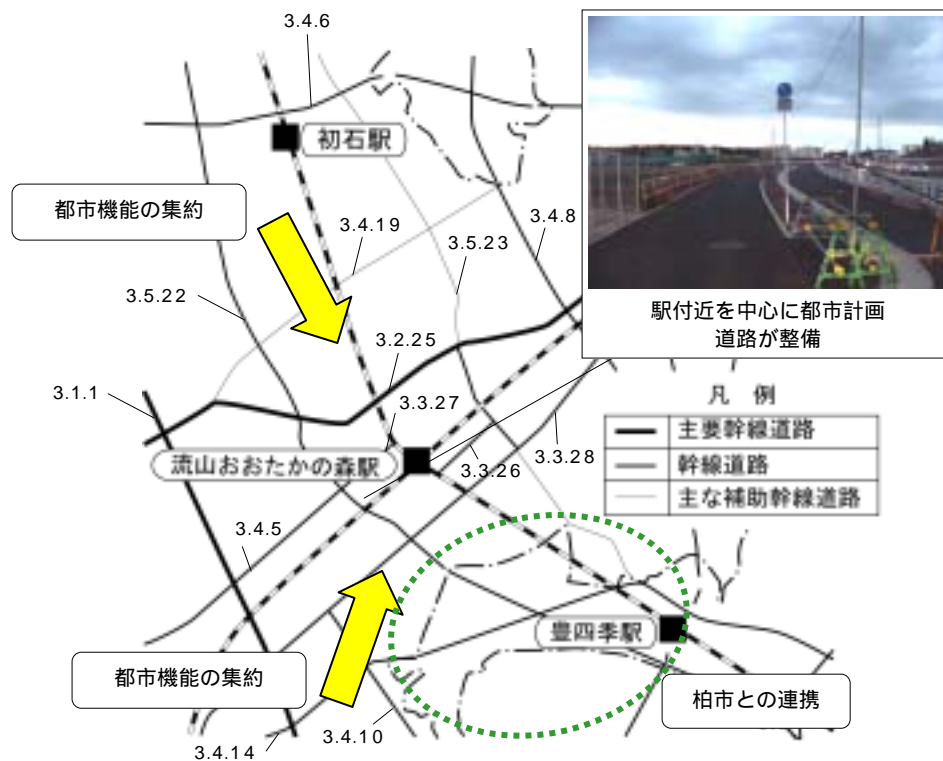 3.4.6
初石駅
都市機能の集約
3.4.19
3.4.8
3.5.23
3.5.22
駅付近を中心に都市計画
道路が整備
3.2.25
3.1.1
3.3.27
凡 例
主要幹線道路
幹線道路
主な補助幹線道路
流山おおたかの森駅
3.3.26
3.3.28
3.4.5
豊四季駅
都市機能の集約
柏市との連携
3.4.14
3.4.10